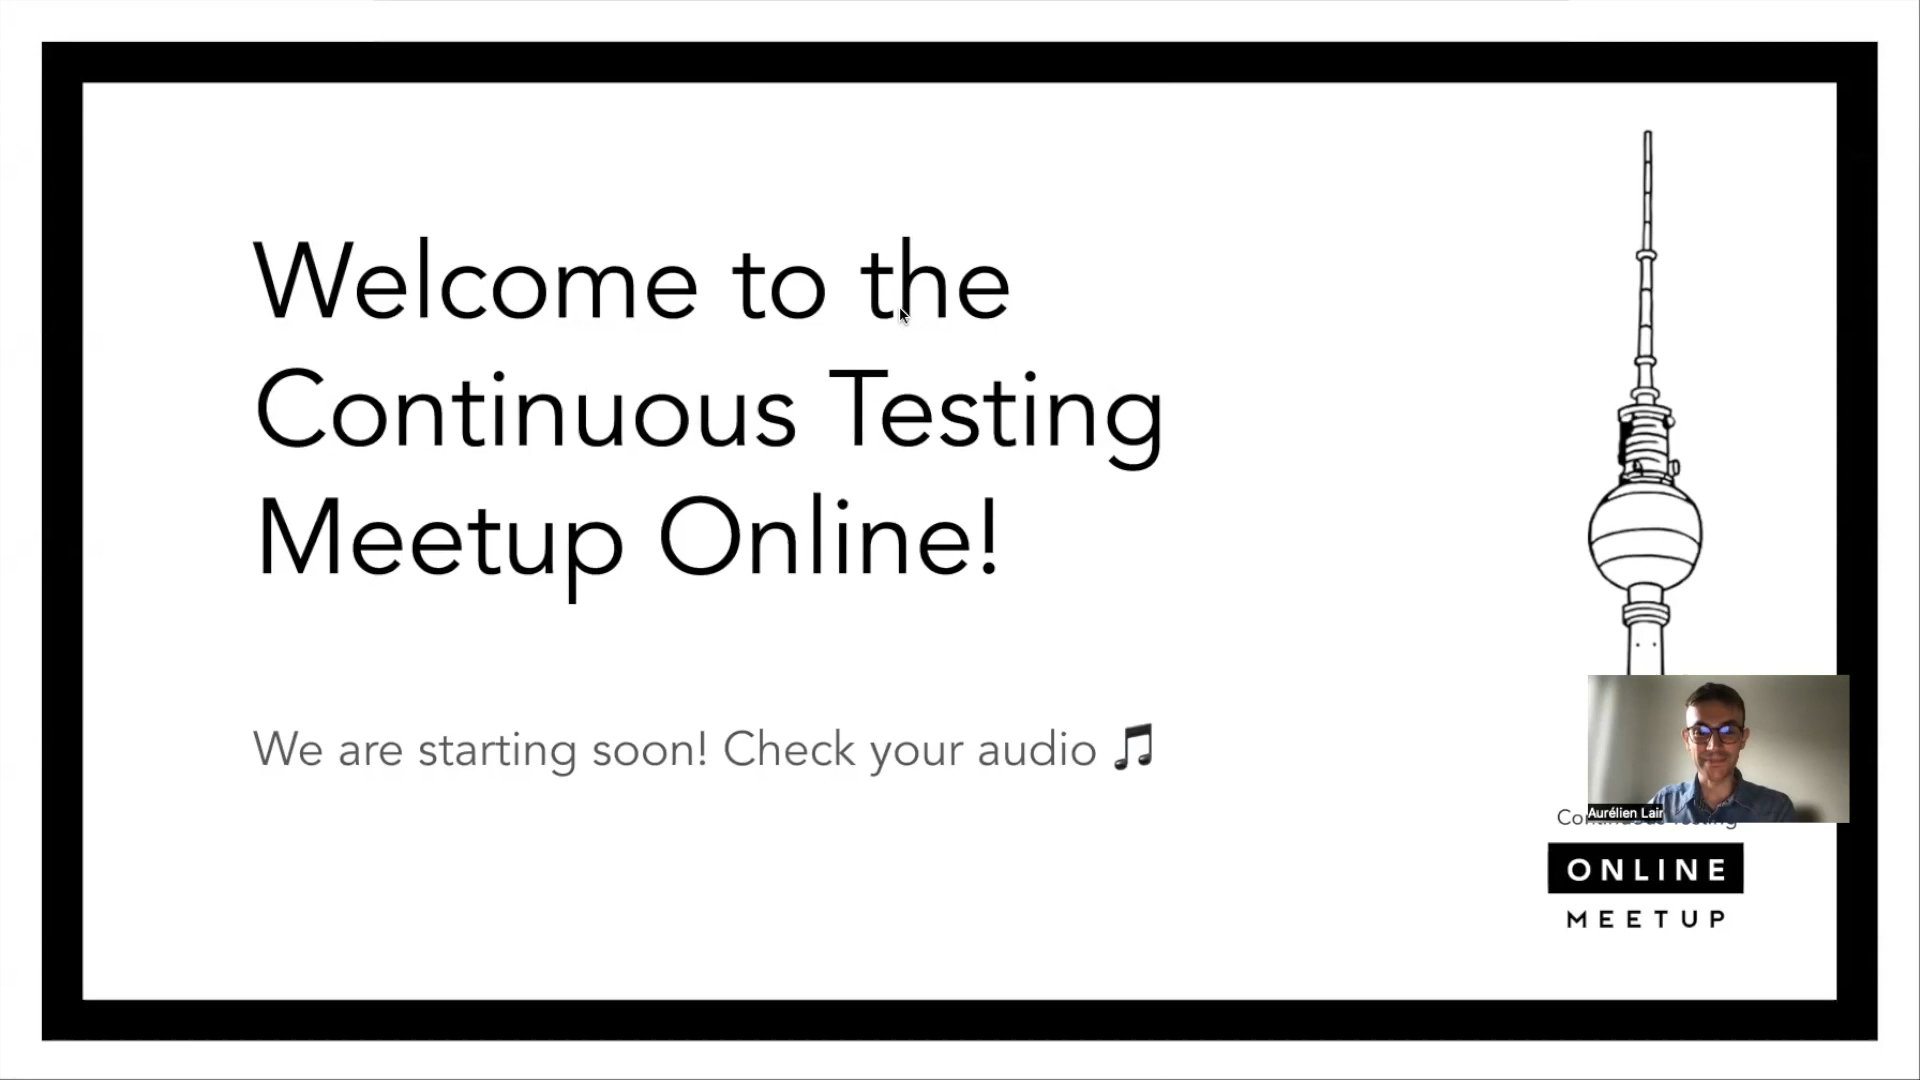 Welcome to the
Continuous Testing
Meetup Online!
We are starting soon! Check your audio 🎵
Aurélien Lair
ONLINE
MEETUP